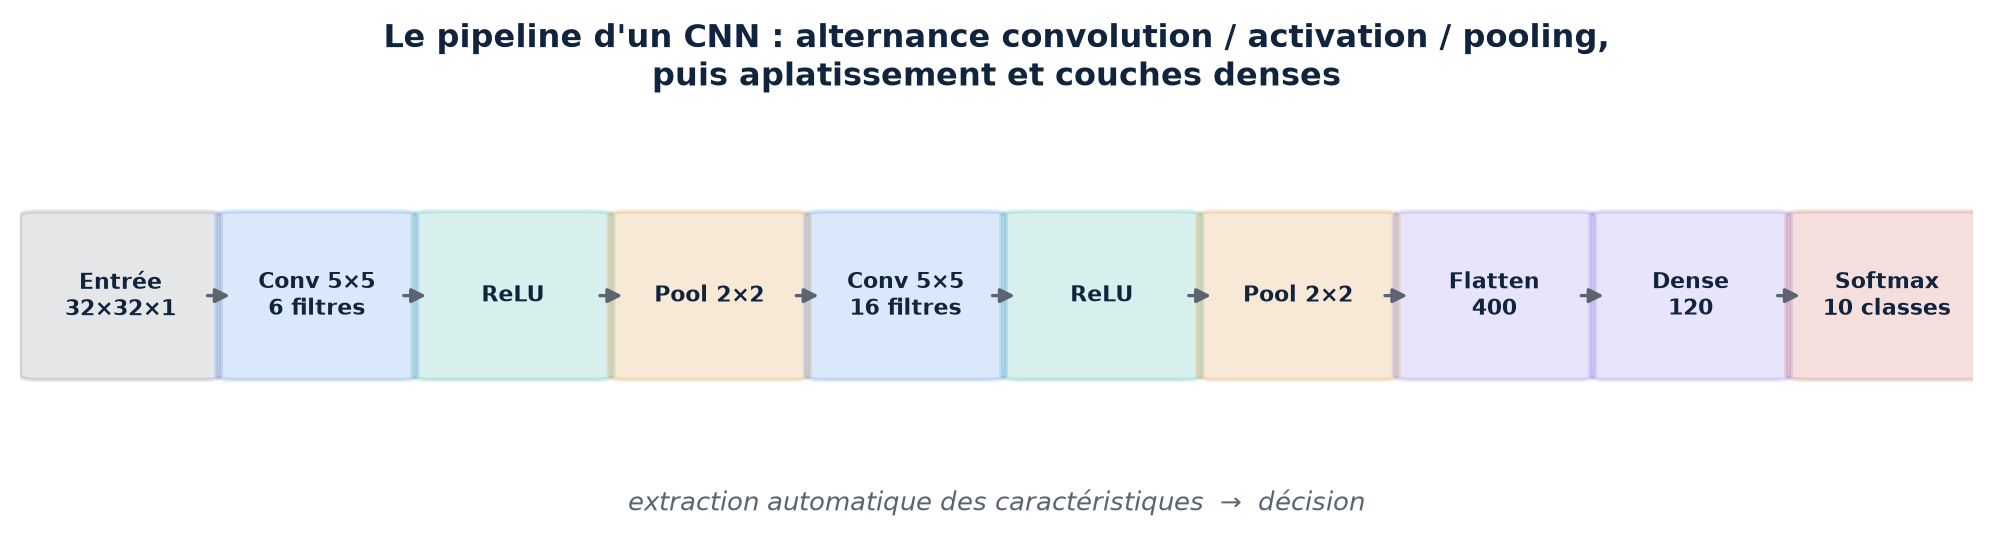 Le pipeline d'un CNN : alternance convolution / activation / pooling,
puis aplatissement et couches denses
Entrée
32×32×1
Conv 5×5
6 filtres
ReLU
Pool 2×2
Conv 5×5
16 filtres
ReLU
Pool 2×2
Flatten
400
Dense
120
Softmax
10 classes
extraction automatique des caractéristiques → décision